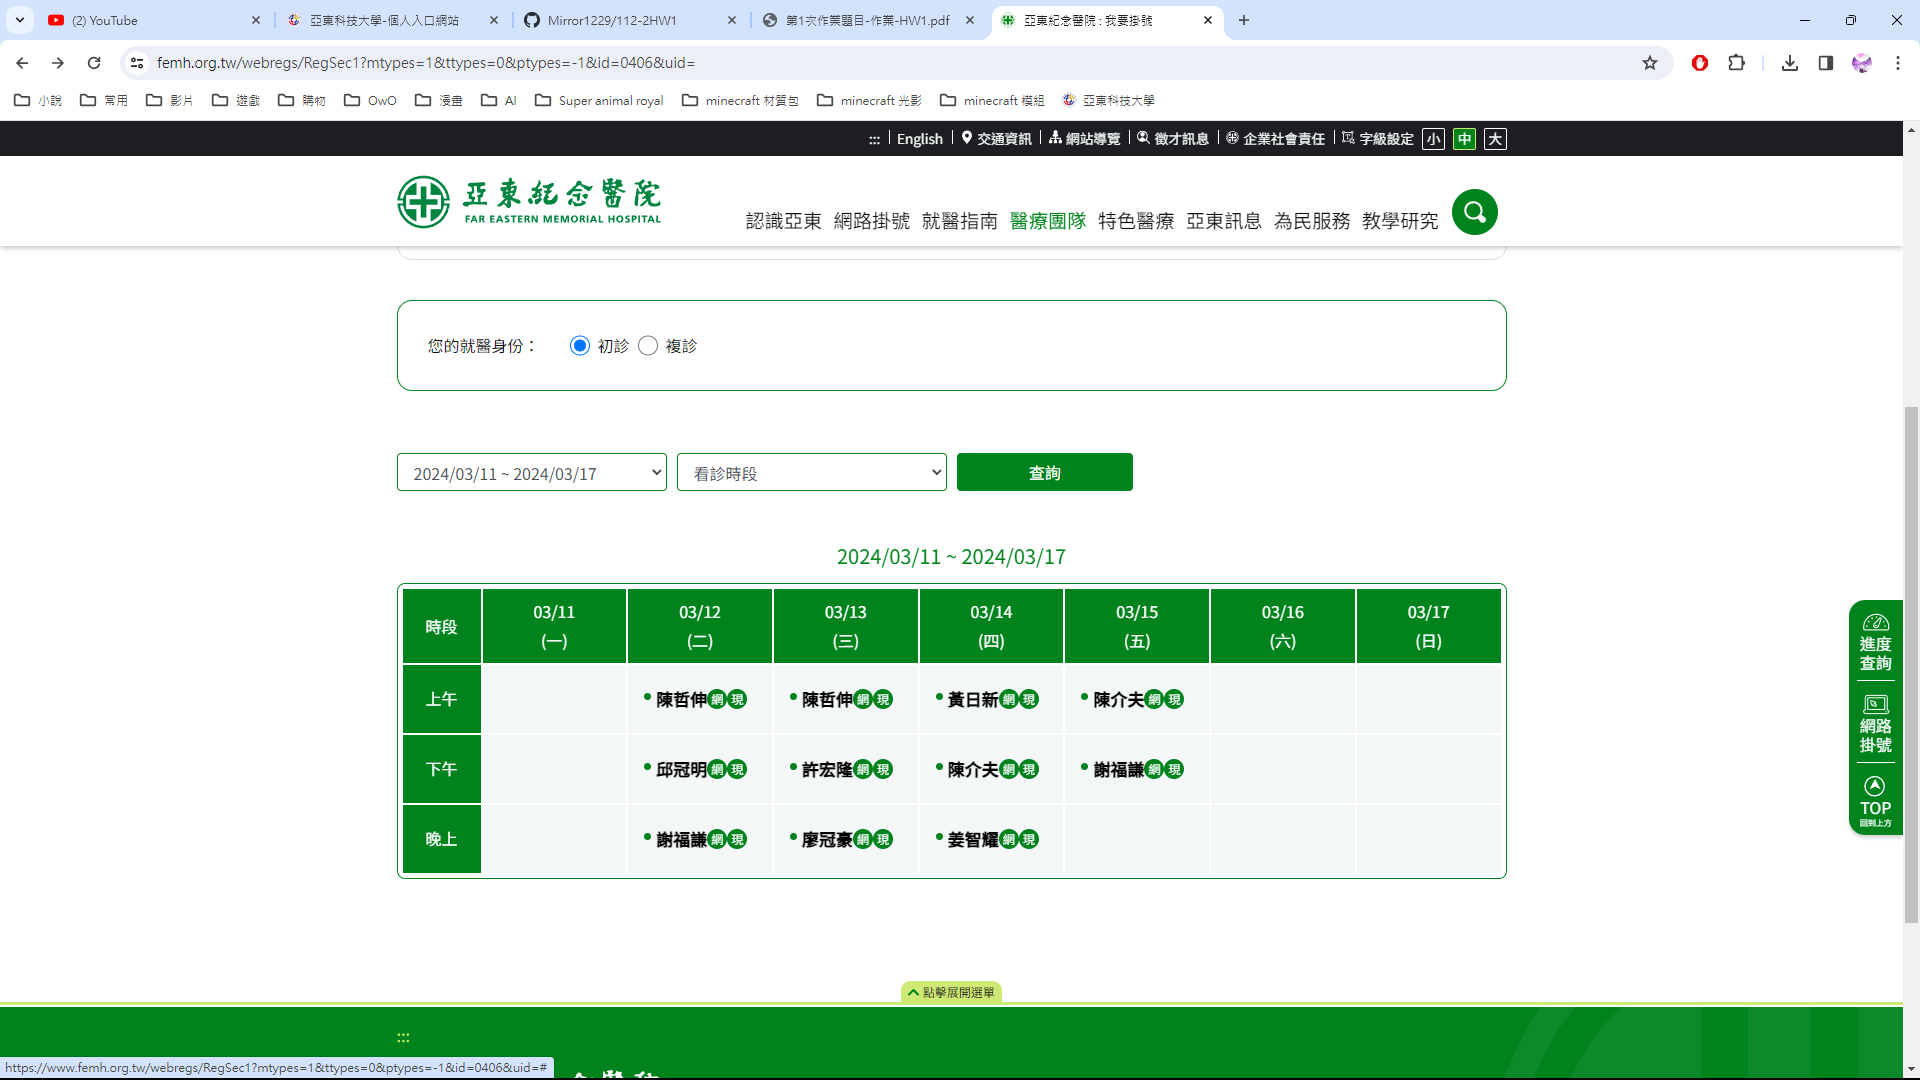 (2) YouTube
亞東科技大學-個人入口網站
Mirror1229/112-2HW1
第1次作業題目-作業-HW1.pdf
亞東紀念醫院 : 我要掛號
femh.org.tw/webregs/RegSec1?mtypes=1&ttypes=0&ptypes=-1&id=0406&uid=
小說
常用
影片
遊戲
購物
OwO
漫畫
AI
Super animal royal
minecraft 材質包
minecraft 光影
minecraft 模組
亞東科技大學
:::
English
交通資訊
網站導覽
徵才訊息
企業社會責任
字級設定
小
中
大
亞東紀念醫院
FAR EASTERN MEMORIAL HOSPITAL
認識亞東
網路掛號
就醫指南
醫療團隊
特色醫療
亞東訊息
為民服務
教學研究
您的就醫身份：
初診
複診
2024/03/11 ~ 2024/03/17
看診時段
查詢
2024/03/11 ~ 2024/03/17
時段
03/11
(一)
03/12
(二)
03/13
(三)
03/14
(四)
03/15
(五)
03/16
(六)
03/17
(日)
上午
陳哲伸 網 現
陳哲伸 網 現
黃日新 網 現
陳介夫 網 現
下午
邱冠明 網 現
許宏隆 網 現
陳介夫 網 現
謝福謙 網 現
晚上
謝福謙 網 現
廖冠豪 網 現
姜智耀 網 現
進度
查詢
網路
掛號
TOP
回到上方
點擊展開選單
:::
https://www.femh.org.tw/webregs/RegSec1?mtypes=1&ttypes=0&ptypes=-1&id=0406&uid=#